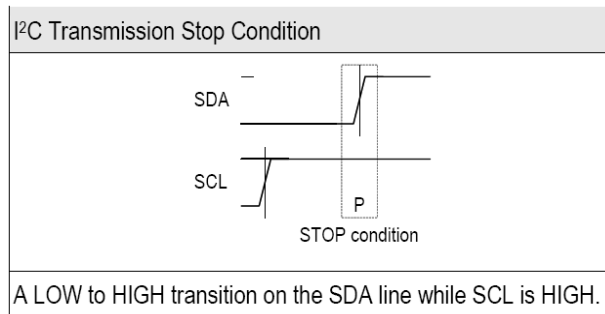 I²C Transmission Stop Condition
SDA
SCL
P
STOP condition
A LOW to HIGH transition on the SDA line while SCL is HIGH.